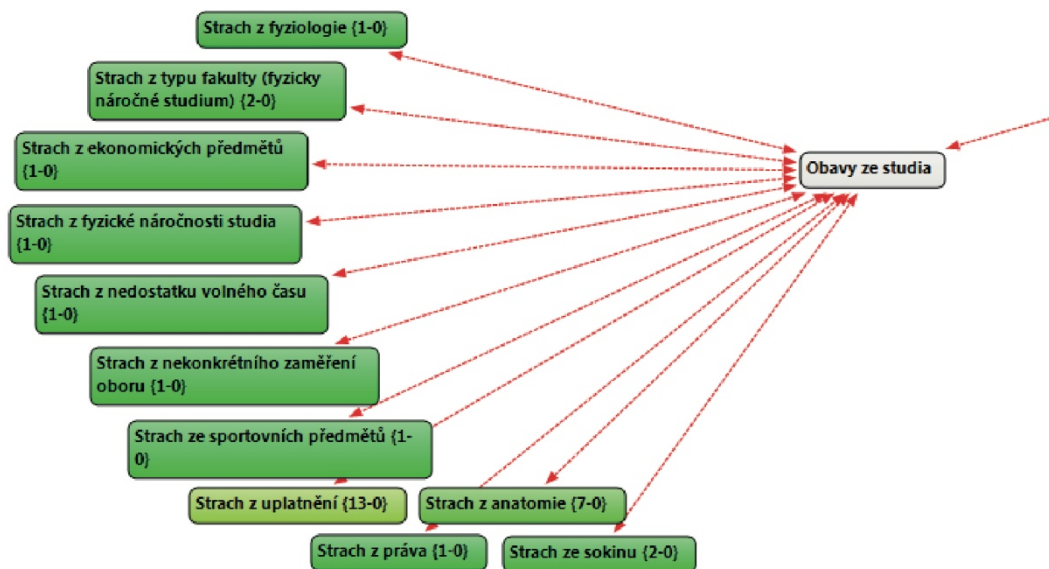 Strach z fyziologie {1-0}
Strach z typu fakulty (fyzicky
náročné studium) {2-0}
Strach z ekonomických předmětů
{1-0}
Obavy ze studia
Strach z fyzické náročnosti studia
{1-0}
Strach z nedostatku volného času
{1-0}
Strach z nekonkrétního zaměření
oboru {1-0}
Strach ze sportovních předmětů {1-
0}
Strach z uplatnění {13-0}
Strach z anatomie {7-0}
Strach z práva {1-0}
Strach ze sokinu {2-0}